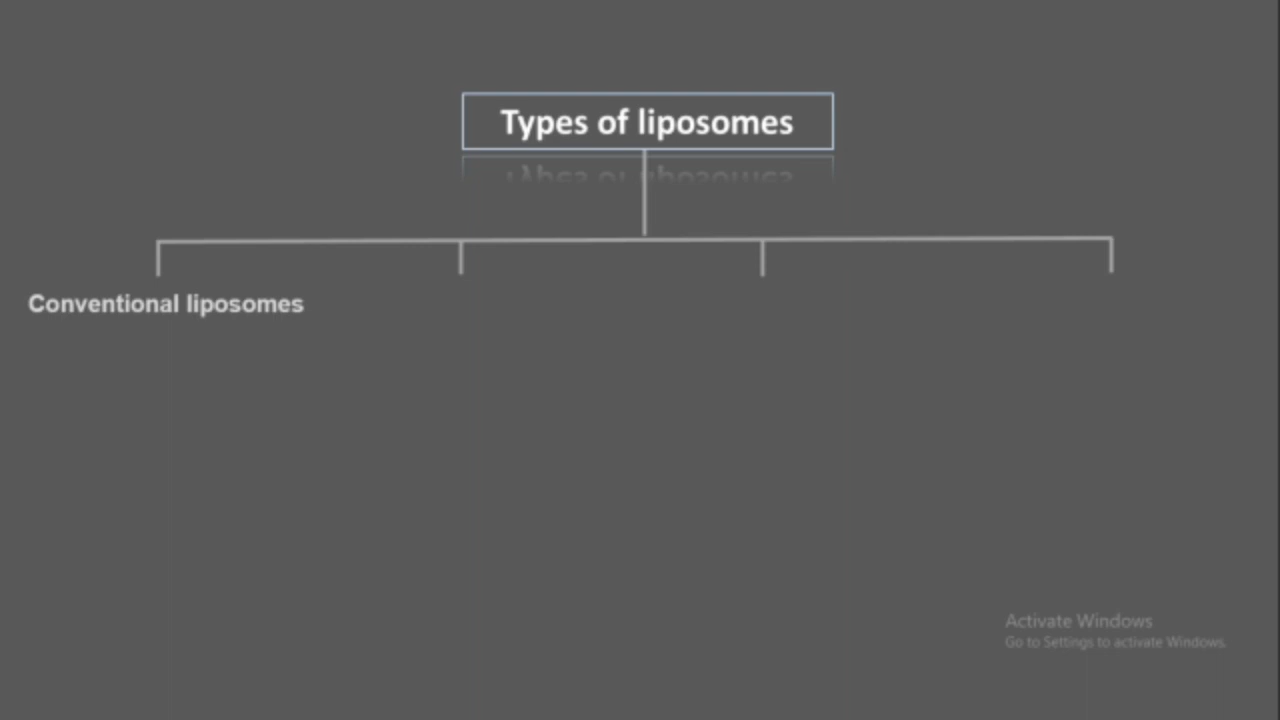 Types of liposomes
Conventional liposomes
Activate Windows
Go to Settings to activate Windows.